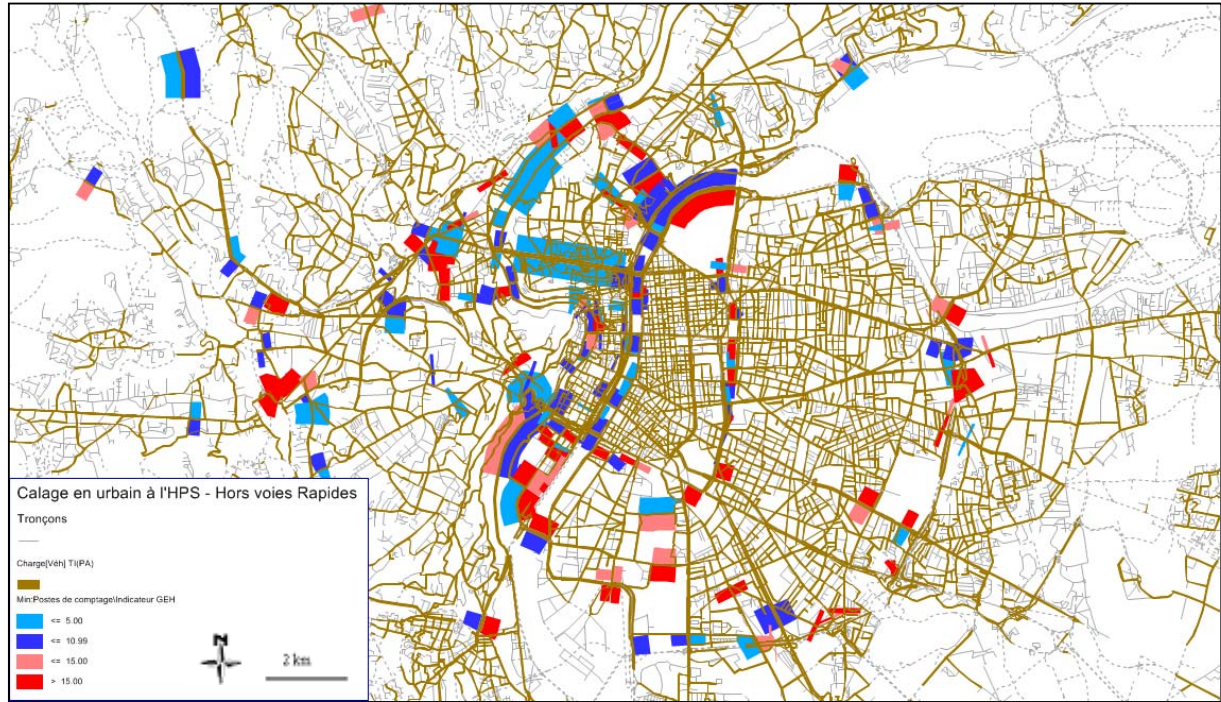 Calage en urbain à l'HPS - Hors voies Rapides
Tronçons
Charge[Véh] TI(PA)
Min:Postes de comptage\Indicateur GEH
<= 5.00
<= 10.99
<= 15.00
> 15.00
N
2 km